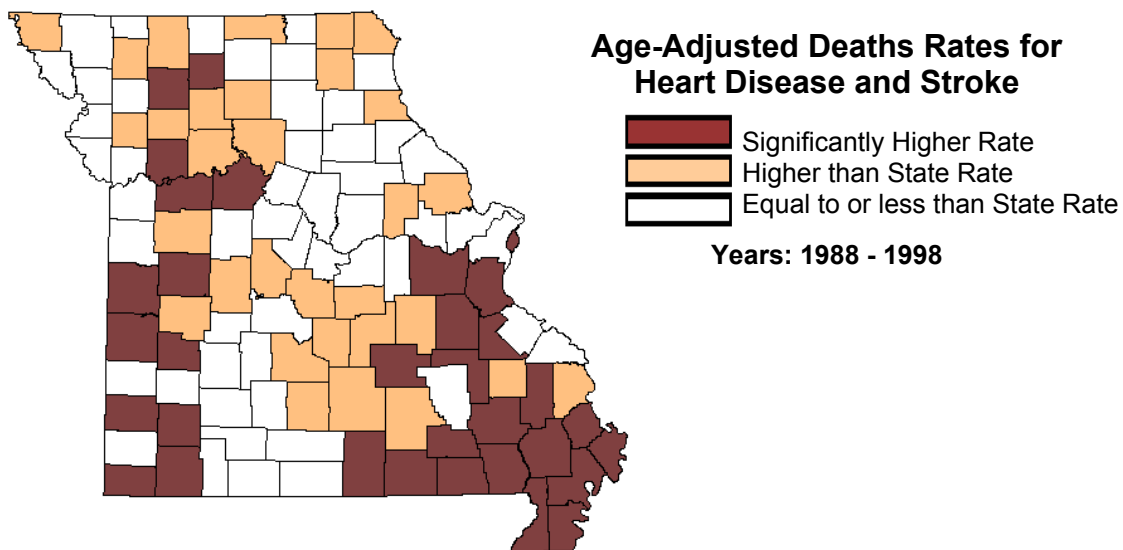 Age-Adjusted Deaths Rates for
Heart Disease and Stroke
Significantly Higher Rate
Higher than State Rate
Equal to or less than State Rate
Years: 1988 - 1998